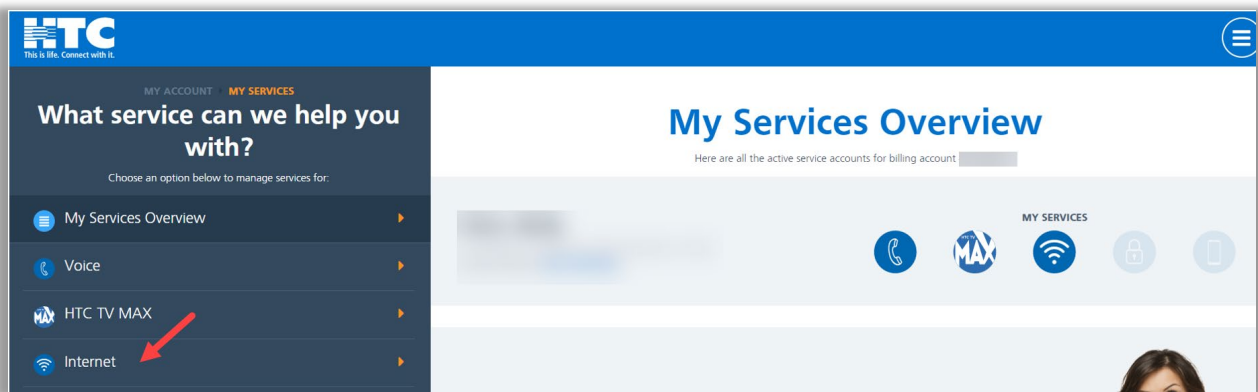 HTC
This is life. Connect with it.
MY ACCOUNT MY SERVICES
What service can we help you
with?
Choose an option below to manage services for:
My Services Overview
Voice
HTC TV MAX
Internet
My Services Overview
Here are all the active service accounts for billing account
MY SERVICES
HTC TV
MAX